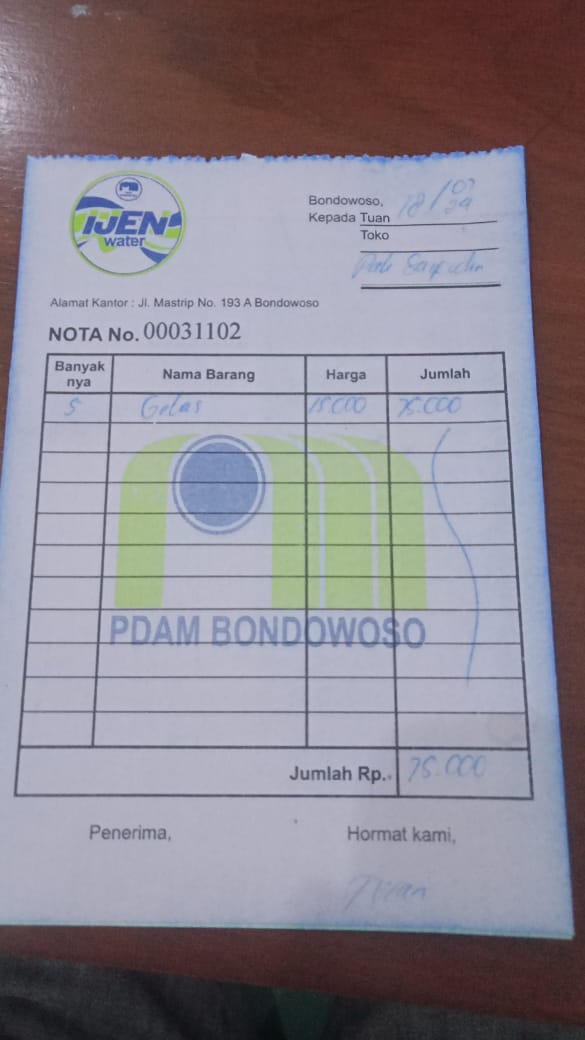 IJEN
water
Bondowoso, 18/07 24
Kepada Tuan
Toko
Pak
Alamat Kantor : Jl. Mastrip No. 193 A Bondowoso
NOTA No. 00031102
Banyak nya Nama Barang Harga Jumlah
5 Gelas 15.000 75.000
PDAM BONDOWOSO
Jumlah Rp. 75.000
Penerima, Hormat kami,